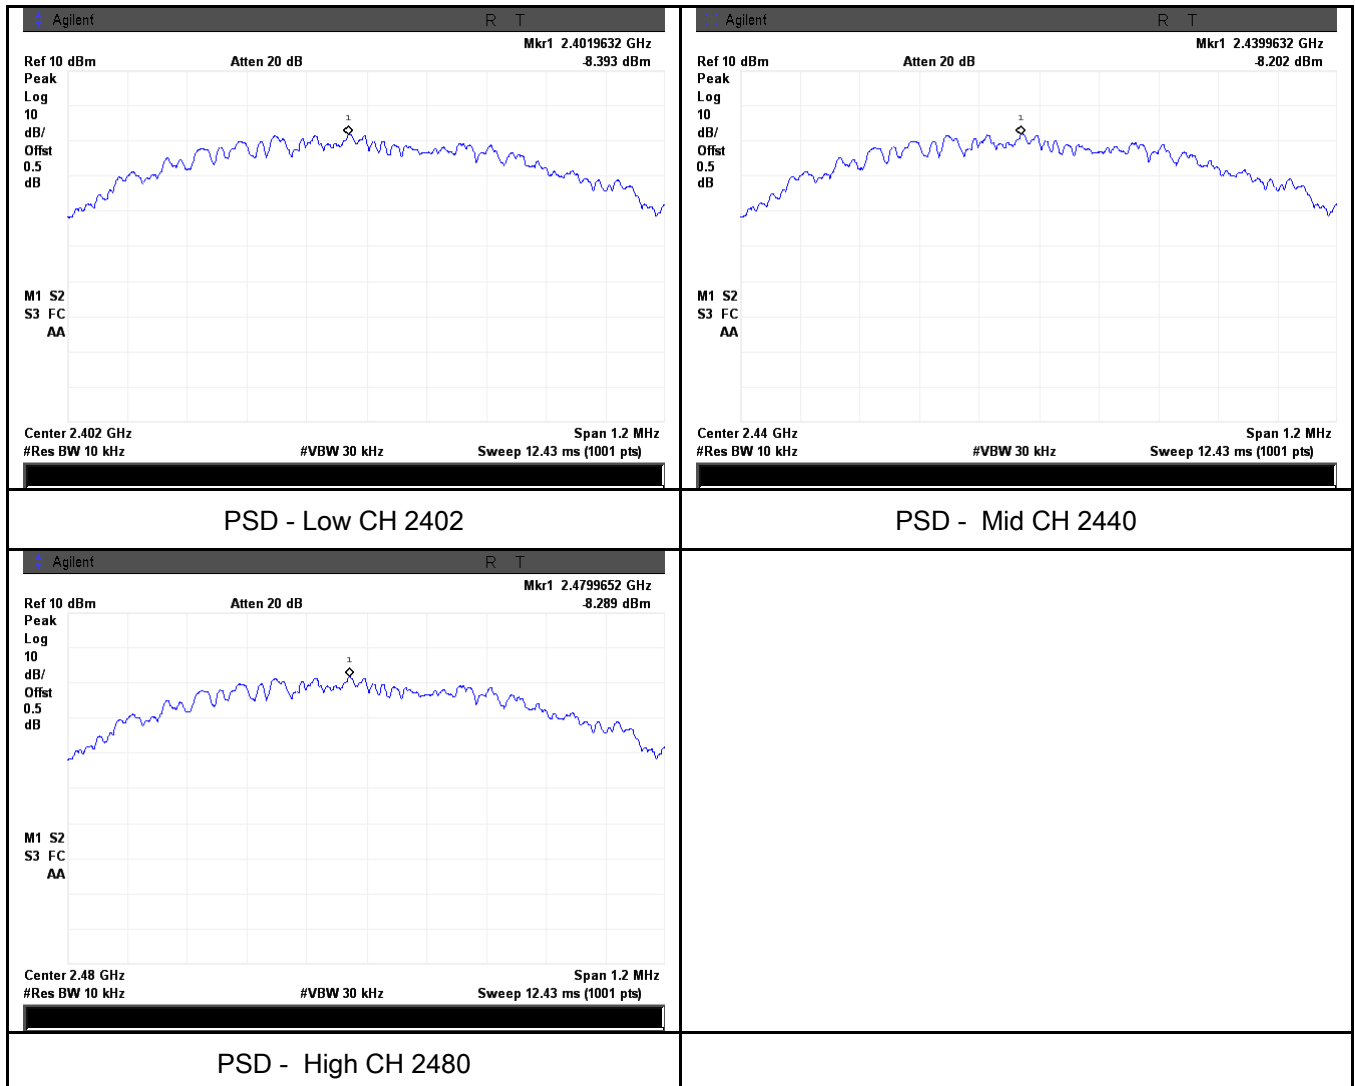 Agilent R T
Mkr1 2.4019632 GHz
Ref 10 dBm Atten 20 dB -8.393 dBm
Peak
Log
10
dB/
Offst
0.5
dB
1
M1 S2
S3 FC
AA
Center 2.402 GHz Span 1.2 MHz
#Res BW 10 kHz #VBW 30 kHz Sweep 12.43 ms (1001 pts)
PSD - Low CH 2402
Agilent R T
Mkr1 2.4399632 GHz
Ref 10 dBm Atten 20 dB -8.202 dBm
Peak
Log
10
dB/
Offst
0.5
dB
1
M1 S2
S3 FC
AA
Center 2.44 GHz Span 1.2 MHz
#Res BW 10 kHz #VBW 30 kHz Sweep 12.43 ms (1001 pts)
PSD - Mid CH 2440
Agilent R T
Mkr1 2.4799652 GHz
Ref 10 dBm Atten 20 dB -8.289 dBm
Peak
Log
10
dB/
Offst
0.5
dB
1
M1 S2
S3 FC
AA
Center 2.48 GHz Span 1.2 MHz
#Res BW 10 kHz #VBW 30 kHz Sweep 12.43 ms (1001 pts)
PSD - High CH 2480